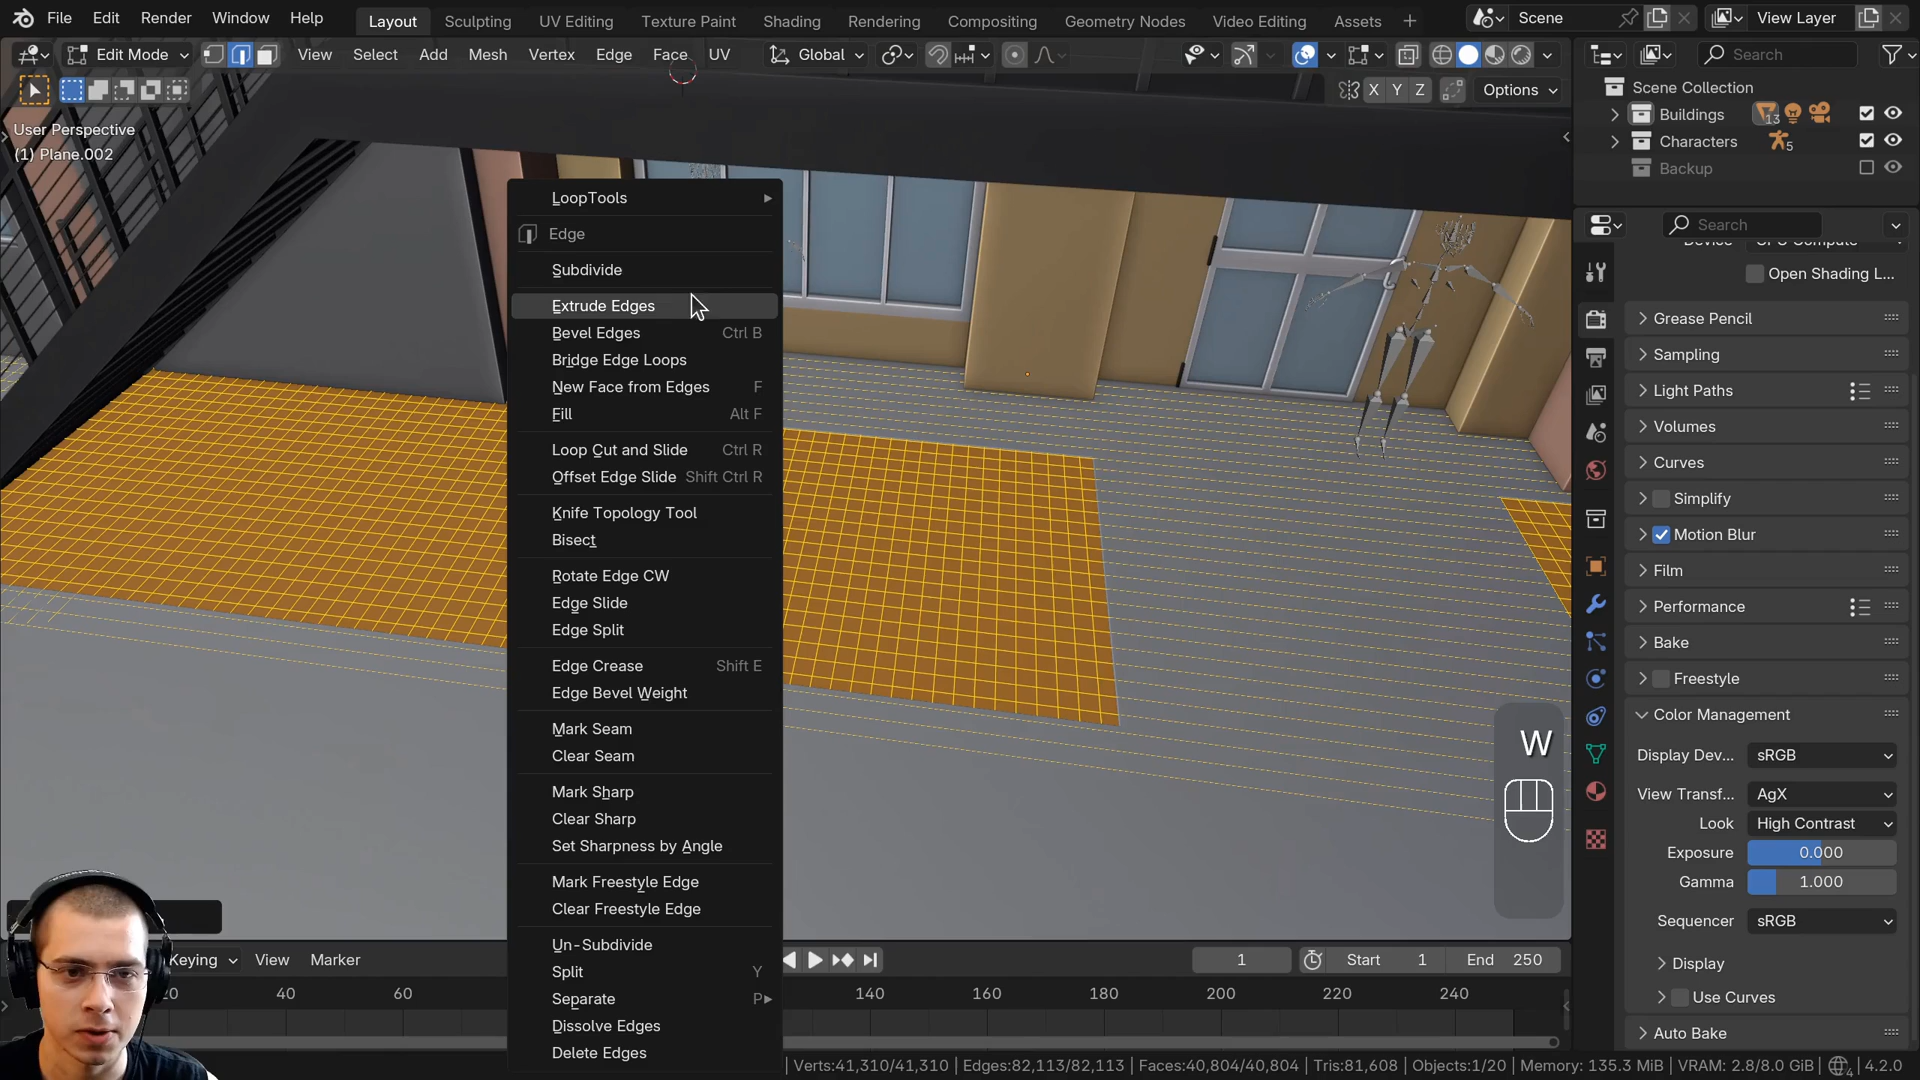 File Edit Render Window Help Layout Sculpting UV Editing Texture Paint Shading Rendering Compositing Geometry Nodes Video Editing Assets Scene View Layer
Edit Mode View Select Add Mesh Vertex Edge Face UV Global Search
X Y Z Options
User Perspective
(1) Plane.002
Scene Collection
Buildings 13
Characters 5
Backup
Search
LoopTools
Edge
Subdivide
Extrude Edges
Bevel Edges Ctrl B
Bridge Edge Loops
New Face from Edges F
Fill Alt F
Loop Cut and Slide Ctrl R
Offset Edge Slide Shift Ctrl R
Knife Topology Tool
Bisect
Rotate Edge CW
Edge Slide
Edge Split
Edge Crease Shift E
Edge Bevel Weight
Mark Seam
Clear Seam
Mark Sharp
Clear Sharp
Set Sharpness by Angle
Mark Freestyle Edge
Clear Freestyle Edge
Un-Subdivide
Split Y
Separate P
Dissolve Edges
Delete Edges
W
Open Shading L...
Grease Pencil
Sampling
Light Paths
Volumes
Curves
Simplify
Motion Blur
Film
Performance
Bake
Freestyle
Color Management
Display Dev... sRGB
View Transf... AgX
Look High Contrast
Exposure 0.000
Gamma 1.000
Sequencer sRGB
Display
Use Curves
Auto Bake
Keying View Marker 1 Start 1 End 250
20 40 60 140 160 180 200 220 240
Verts:41,310/41,310 | Edges:82,113/82,113 | Faces:40,804/40,804 | Tris:81,608 | Objects:1/20 | Memory: 135.3 MiB | VRAM: 2.8/8.0 GiB | 4.2.0